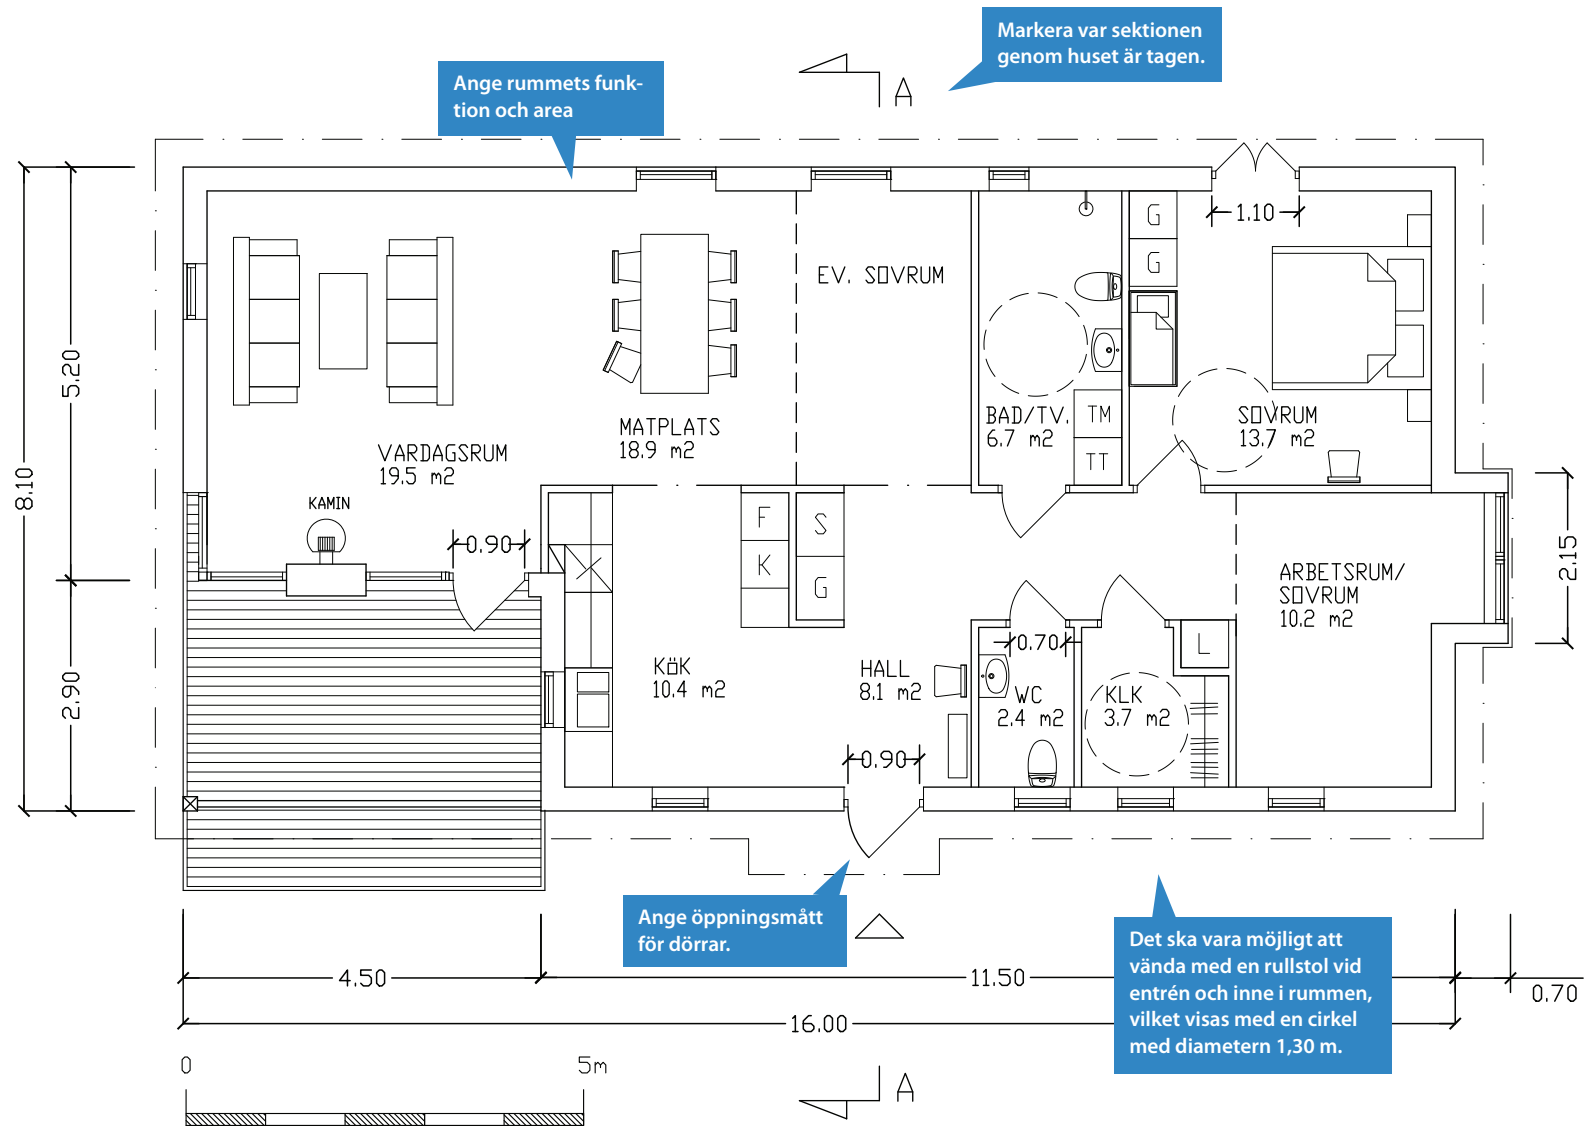 Markera var sektionen
genom huset är tagen.
Ange rummets funk-
tion och area
A
1.10
G
G
EV. SOVRUM
5.20
8.10
MATPLATS
18.9 m2
VARDAGSRUM
19.5 m2
BAD/TV.
6.7 m2
TM
TT
SOVRUM
13.7 m2
KAMIN
0.90
F
K
S
G
2.15
ARBETSRUM/
SOVRUM
10.2 m2
2.90
KÖK
10.4 m2
HALL
8.1 m2
0.70
WC
2.4 m2
KLK
3.7 m2
L
0.90
Ange öppningsmått
för dörrar.
Det ska vara möjligt att
vända med en rullstol vid
entrén och inne i rummen,
vilket visas med en cirkel
med diametern 1,30 m.
4.50
11.50
0.70
16.00
0
5m
A